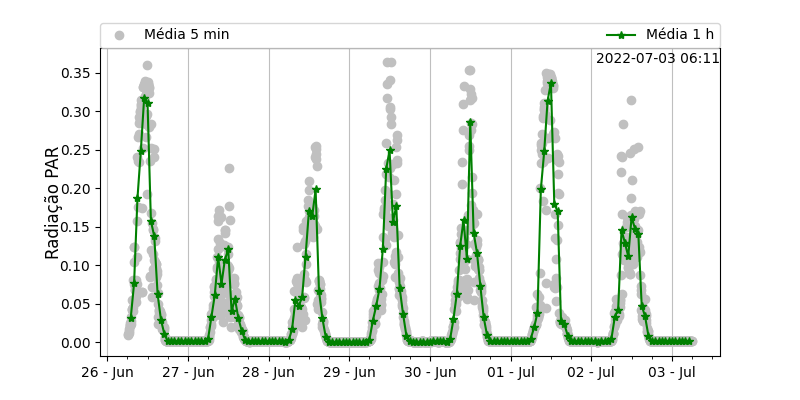 Média 5 min
Média 1 h
2022-07-03 06:11
Radiação PAR
0.35
0.30
0.25
0.20
0.15
0.10
0.05
0.00
26 - Jun
27 - Jun
28 - Jun
29 - Jun
30 - Jun
01 - Jul
02 - Jul
03 - Jul